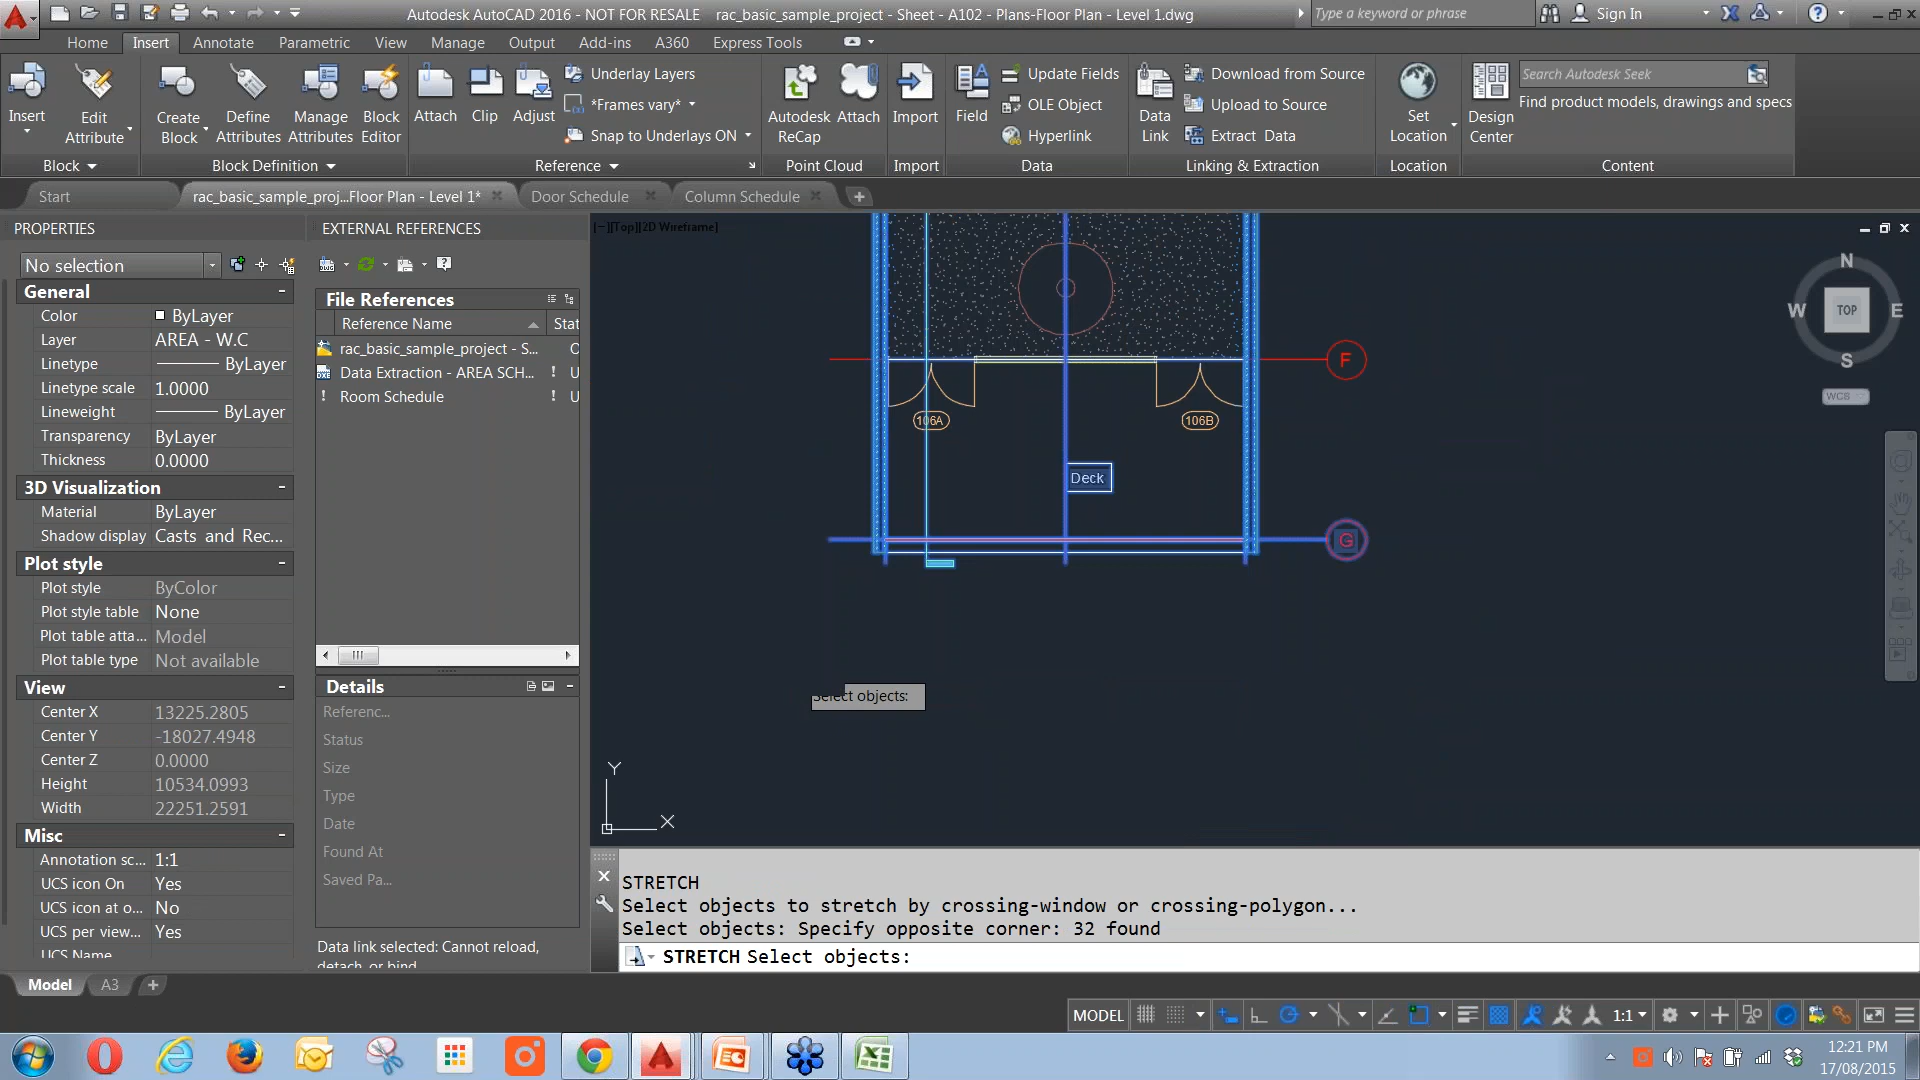 Autodesk AutoCAD 2016 - NOT FOR RESALE   rac_basic_sample_project - Sheet - A102 - Plans-Floor Plan - Level 1.dwg
Type a keyword or phrase
Sign In
Home Insert Annotate Parametric View Manage Output Add-ins A360 Express Tools
Insert
Edit Attribute
Create Block
Define Attributes
Manage Attributes
Block Editor
Attach
Clip
Adjust
Underlay Layers
*Frames vary*
Snap to Underlays ON
Autodesk ReCap
Attach
Import
Field
Update Fields
OLE Object
Hyperlink
Data Link
Download from Source
Upload to Source
Extract Data
Set Location
Design Center
Search Autodesk Seek
Find product models, drawings and specs
Block
Block Definition
Reference
Point Cloud
Import
Data
Linking & Extraction
Location
Content
Start
rac_basic_sample_proj...Floor Plan - Level 1*
Door Schedule
Column Schedule
PROPERTIES
No selection
General
Color ByLayer
Layer AREA - W.C
Linetype ByLayer
Linetype scale 1.0000
Lineweight ByLayer
Transparency ByLayer
Thickness 0.0000
3D Visualization
Material ByLayer
Shadow display Casts and Rec...
Plot style
Plot style ByColor
Plot style table None
Plot table atta... Model
Plot table type Not available
View
Center X 13225.2805
Center Y -18027.4948
Center Z 0.0000
Height 10534.0993
Width 22251.2591
Misc
Annotation sc... 1:1
UCS icon On Yes
UCS icon at o... No
UCS per view... Yes
UCS Name
EXTERNAL REFERENCES
File References
Reference Name Stat
rac_basic_sample_project - S... O
Data Extraction - AREA SCH... ! U
! Room Schedule ! U
Details
Referenc...
Status
Size
Type
Date
Found At
Saved Pa...
Data link selected: Cannot reload,
detach, or bind
[−][Top][2D Wireframe]
F
106A
106B
Deck
G
Select objects:
Y
X
N
W TOP E
S
WCS
STRETCH
Select objects to stretch by crossing-window or crossing-polygon...
Select objects: Specify opposite corner: 32 found
STRETCH Select objects:
Model A3
MODEL
1:1
12:21 PM
17/08/2015